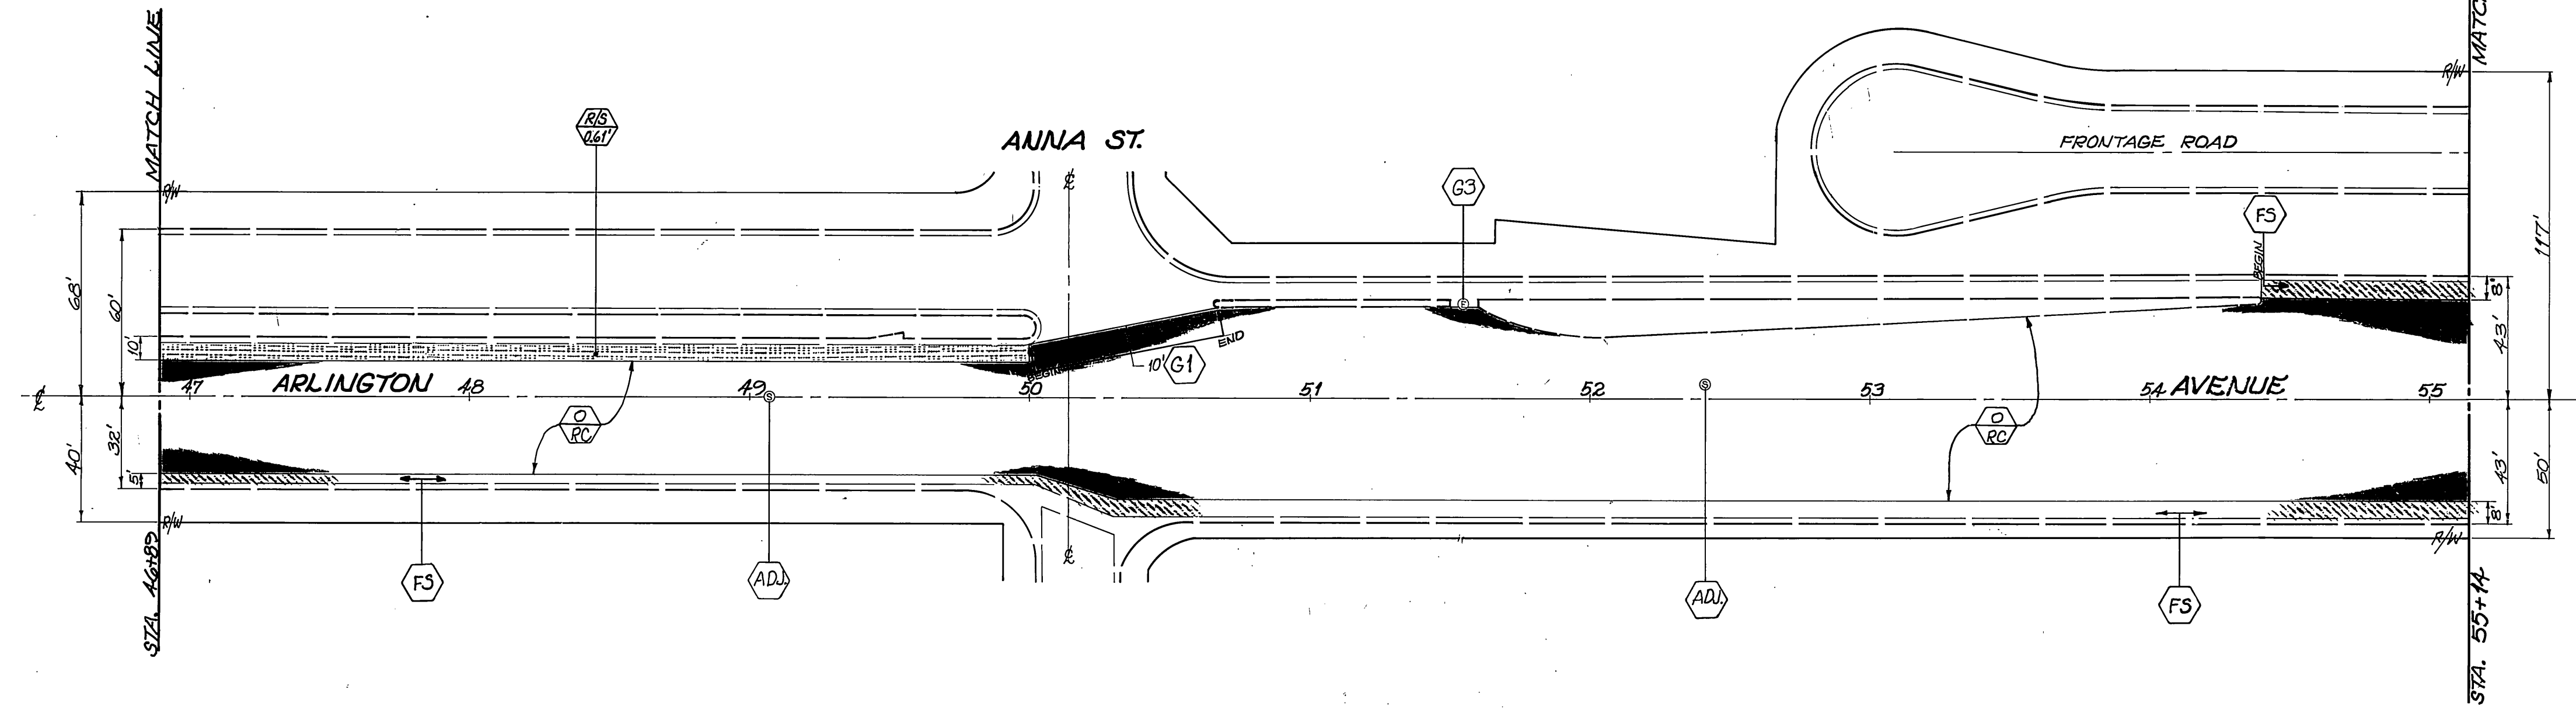 MATCH LINE
STA. 46+89
R/W
R/W
68'
60'
10'
32'
40'
5'
R/S
0.61'
ANNA ST.
℄
G3
FRONTAGE ROAD
R/W
FS
BEGIN
117'
8'
43'
END
10'
G1
BEGIN
℄
47
ARLINGTON
48
49
50
51
52
53
54
AVENUE
55
S
S
F
O
RC
O
RC
FS
ADJ.
℄
ADJ.
FS
8'
43'
50'
R/W
STA. 55+14